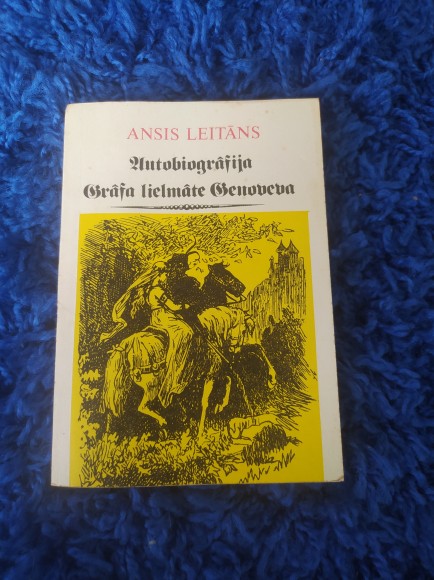 ANSIS LEITĀNS
Autobiogrāfija
Grāfa lielmāte Genoveva